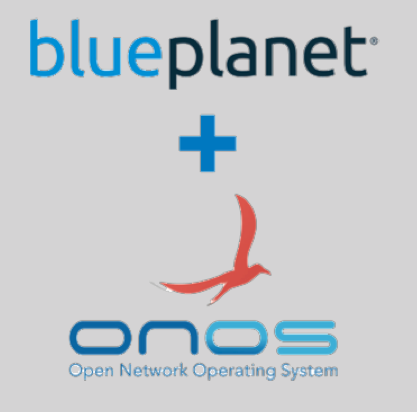 blueplanet®
+
onos
Open Network Operating System